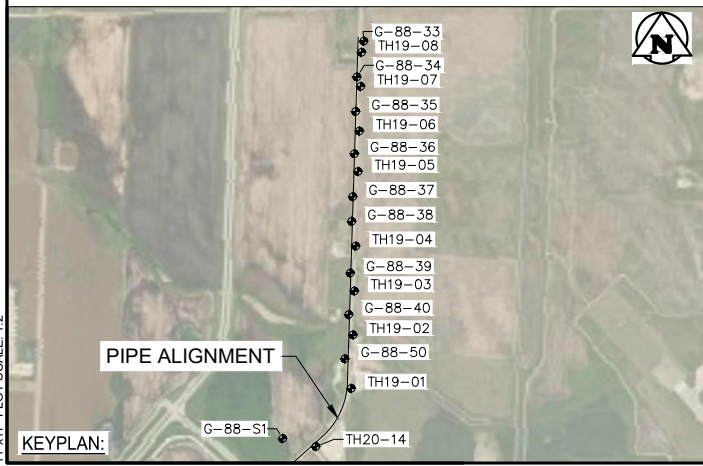 N
G-88-33
TH19-08
G-88-34
TH19-07
G-88-35
TH19-06
G-88-36
TH19-05
G-88-37
G-88-38
TH19-04
G-88-39
TH19-03
G-88-40
TH19-02
PIPE ALIGNMENT
G-88-50
TH19-01
G-88-S1
TH20-14
KEYPLAN: